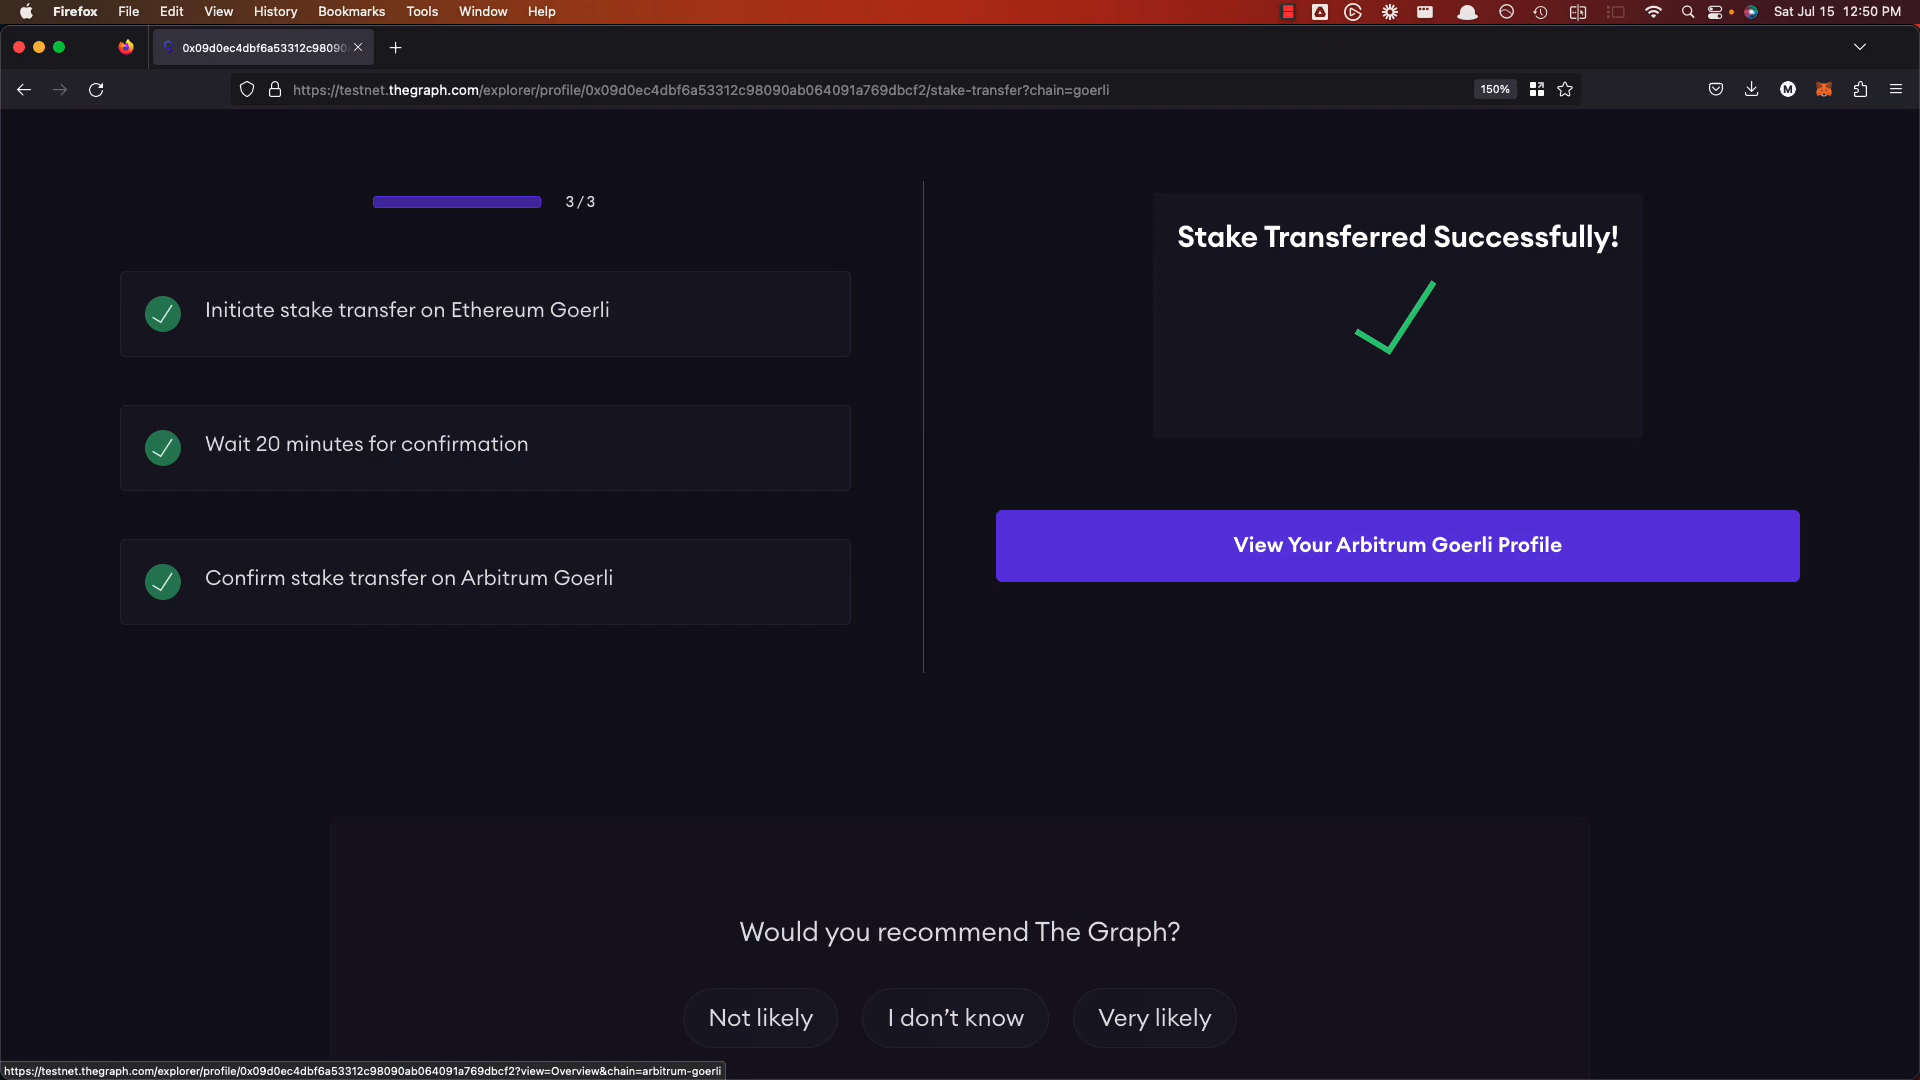 Firefox File Edit View History Bookmarks Tools Window Help Sat Jul 15 12:50 PM
0x09d0ec4dbf6a53312c98090
https://testnet.thegraph.com/explorer/profile/0x09d0ec4dbf6a53312c98090ab064091a769dbcf2/stake-transfer?chain=goerli 150% M
3/3
Initiate stake transfer on Ethereum Goerli
Wait 20 minutes for confirmation
Confirm stake transfer on Arbitrum Goerli
Stake Transferred Successfully!
View Your Arbitrum Goerli Profile
Would you recommend The Graph?
Not likely I don't know Very likely
https://testnet.thegraph.com/explorer/profile/0x09d0ec4dbf6a53312c98090ab064091a769dbcf2?view=Overview&chain=arbitrum-goerli